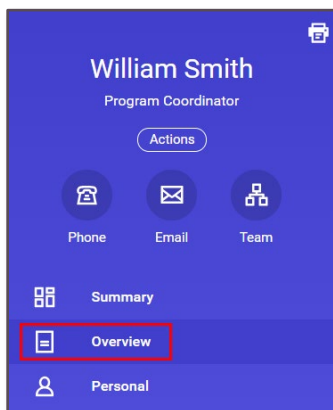 William Smith
Program Coordinator
Actions
Phone Email Team
Summary
Overview
Personal